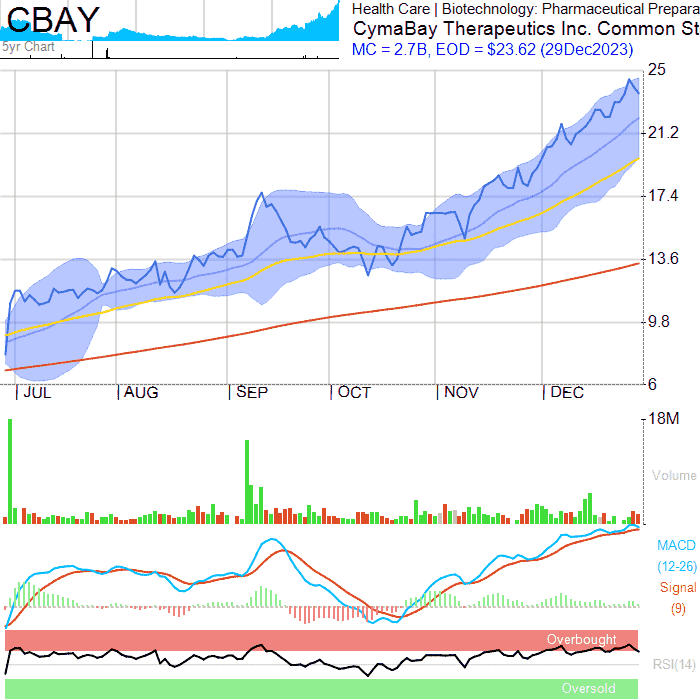 CBAY
Health Care | Biotechnology: Pharmaceutical Prepara
CymaBay Therapeutics Inc. Common St
MC = 2.7B, EOD = $23.62 (29Dec2023)
5yr Chart
25
21.2
17.4
13.6
9.8
6
JUL AUG SEP OCT NOV DEC
18M
Volume
MACD
(12-26)
Signal
(9)
Overbought
RSI(14)
Oversold